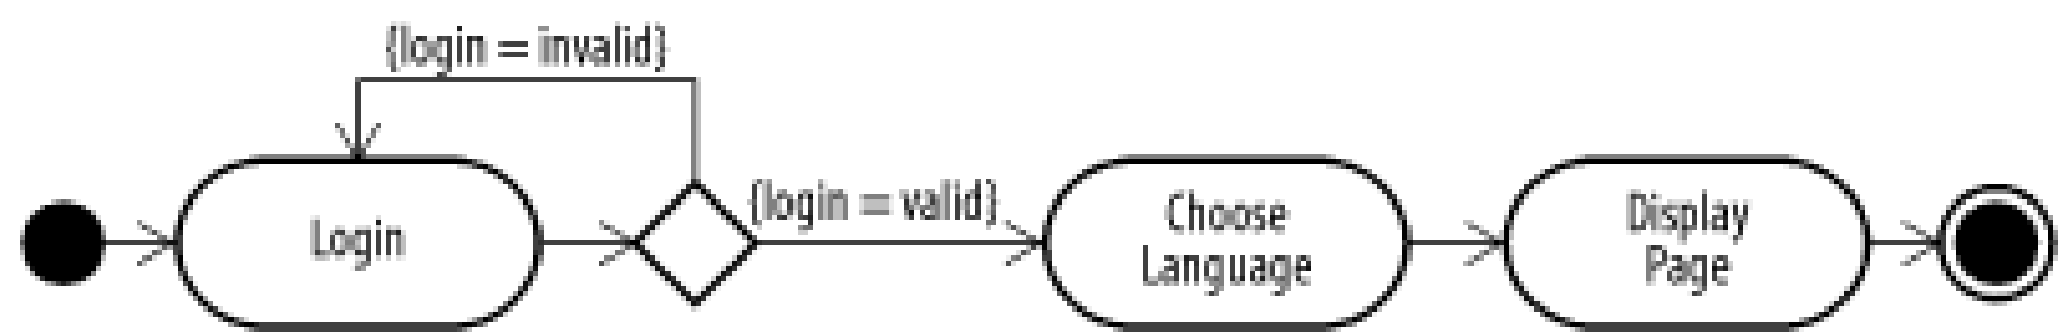 {login = invalid}
Login
{login = valid}
Choose
Language
Display
Page